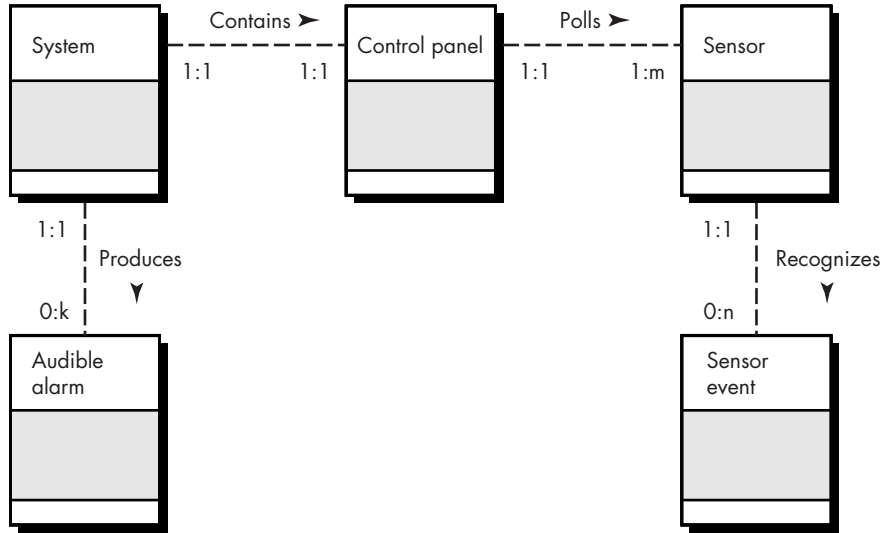 System
Contains
Control panel
Polls
Sensor
1:1
1:1
1:1
1:m
1:1
Produces
0:k
1:1
Recognizes
0:n
Audible
alarm
Sensor
event